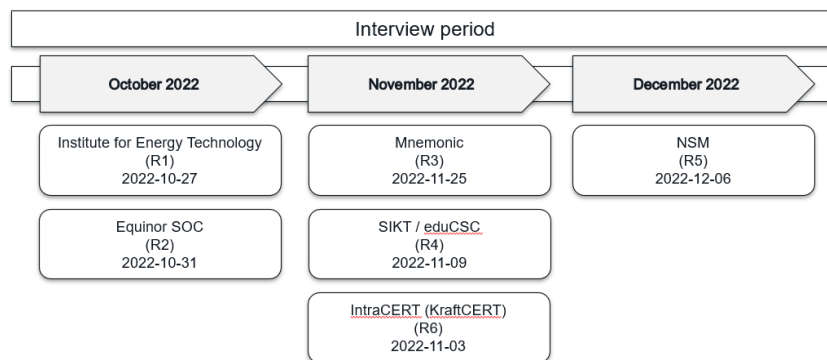 Interview period
October 2022
November 2022
December 2022
Institute for Energy Technology
(R1)
2022-10-27
Equinor SOC
(R2)
2022-10-31
Mnemonic
(R3)
2022-11-25
SIKT / eduCSC
(R4)
2022-11-09
IntraCERT (KraftCERT)
(R6)
2022-11-03
NSM
(R5)
2022-12-06